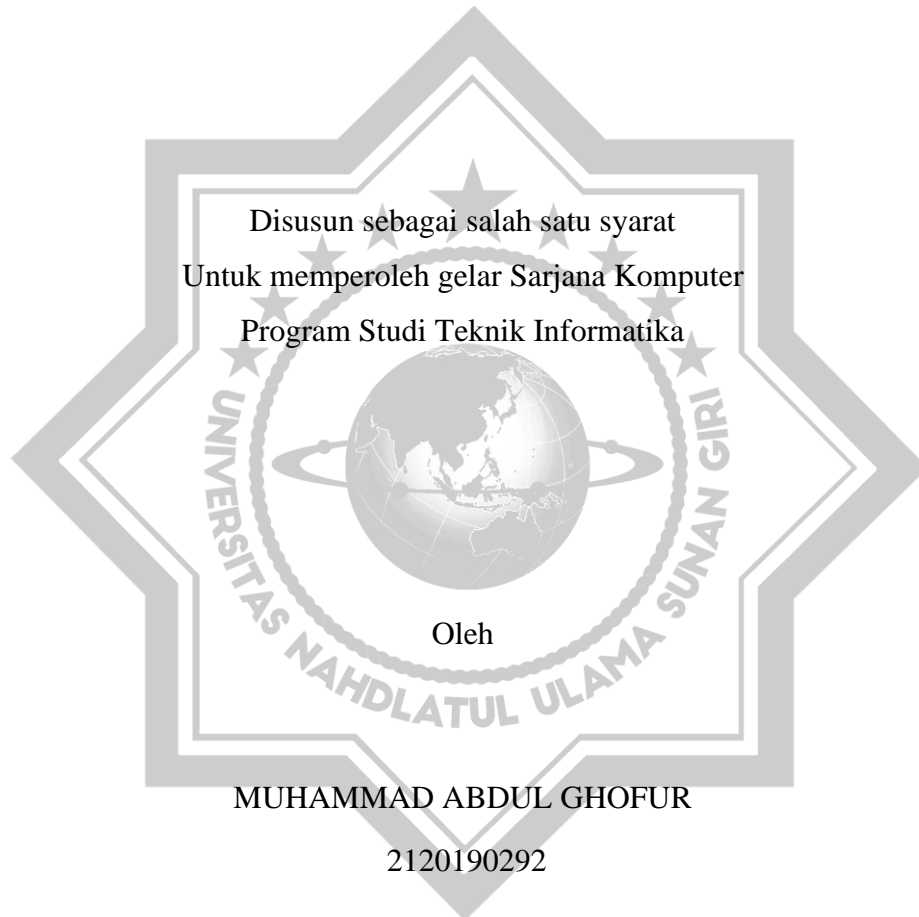 Disusun sebagai salah satu syarat
Untuk memperoleh gelar Sarjana Komputer
Program Studi Teknik Informatika
UNIVERSITAS NAHDLATUL ULAMA SUNAN GIRI
Oleh
MUHAMMAD ABDUL GHOFUR
2120190292